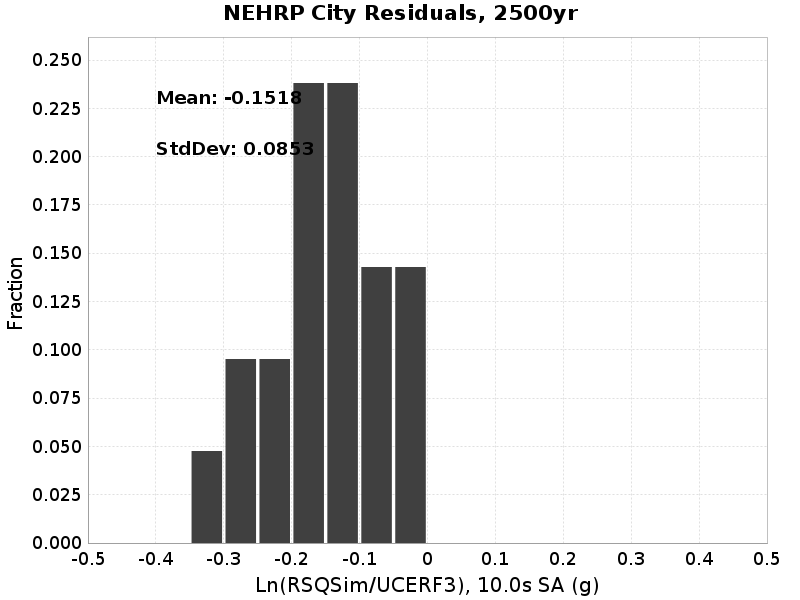 NEHRP City Residuals, 2500yr
0.250
Mean: -0.1518
0.225
StdDev: 0.0853
0.200
0.175
0.150
0.125
0.100
0.075
0.050
0.025
0.000
Fraction
-0.5 -0.4 -0.3 -0.2 -0.1 0 0.1 0.2 0.3 0.4 0.5
Ln(RSQSim/UCERF3), 10.0s SA (g)